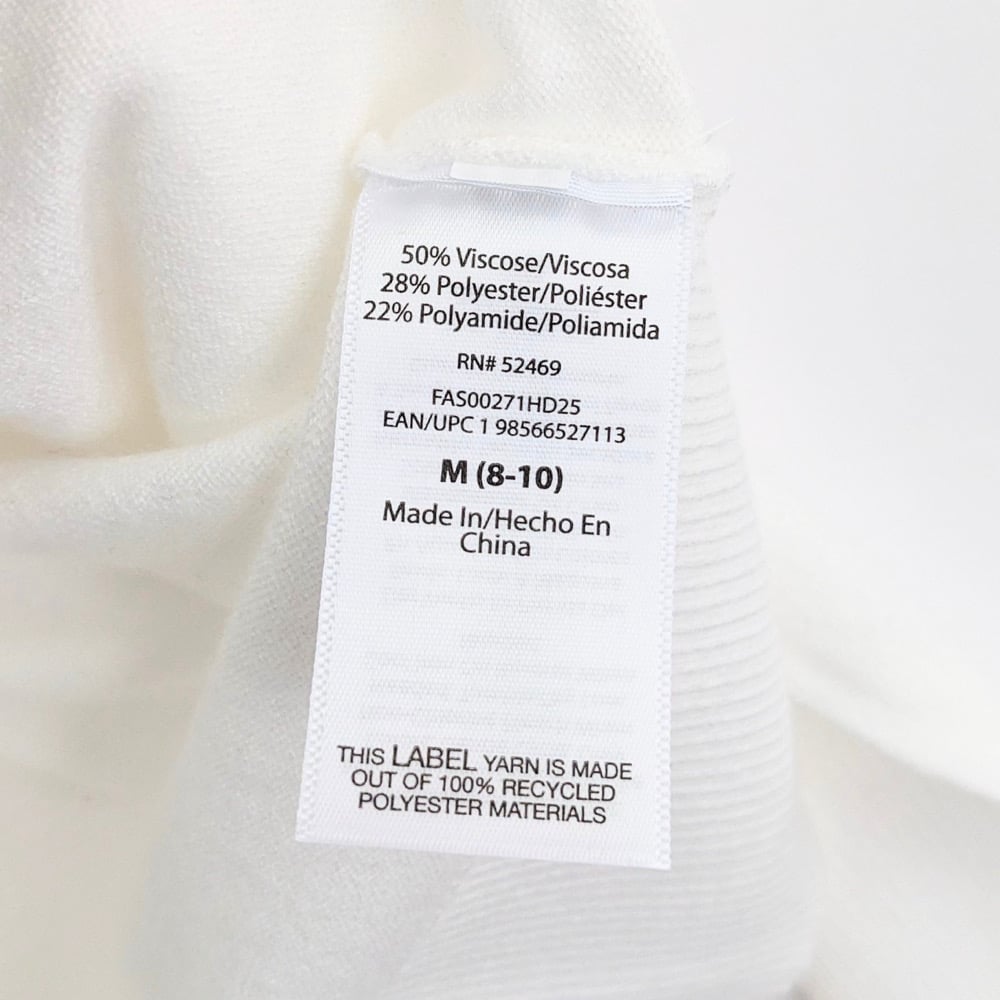 50% Viscose/Viscosa
28% Polyester/Poliéster
22% Polyamide/Poliamida
RN# 52469
FAS00271HD25
EAN/UPC 1 98566527113
M (8-10)
Made In/Hecho En
China
THIS LABEL YARN IS MADE
OUT OF 100% RECYCLED
POLYESTER MATERIALS